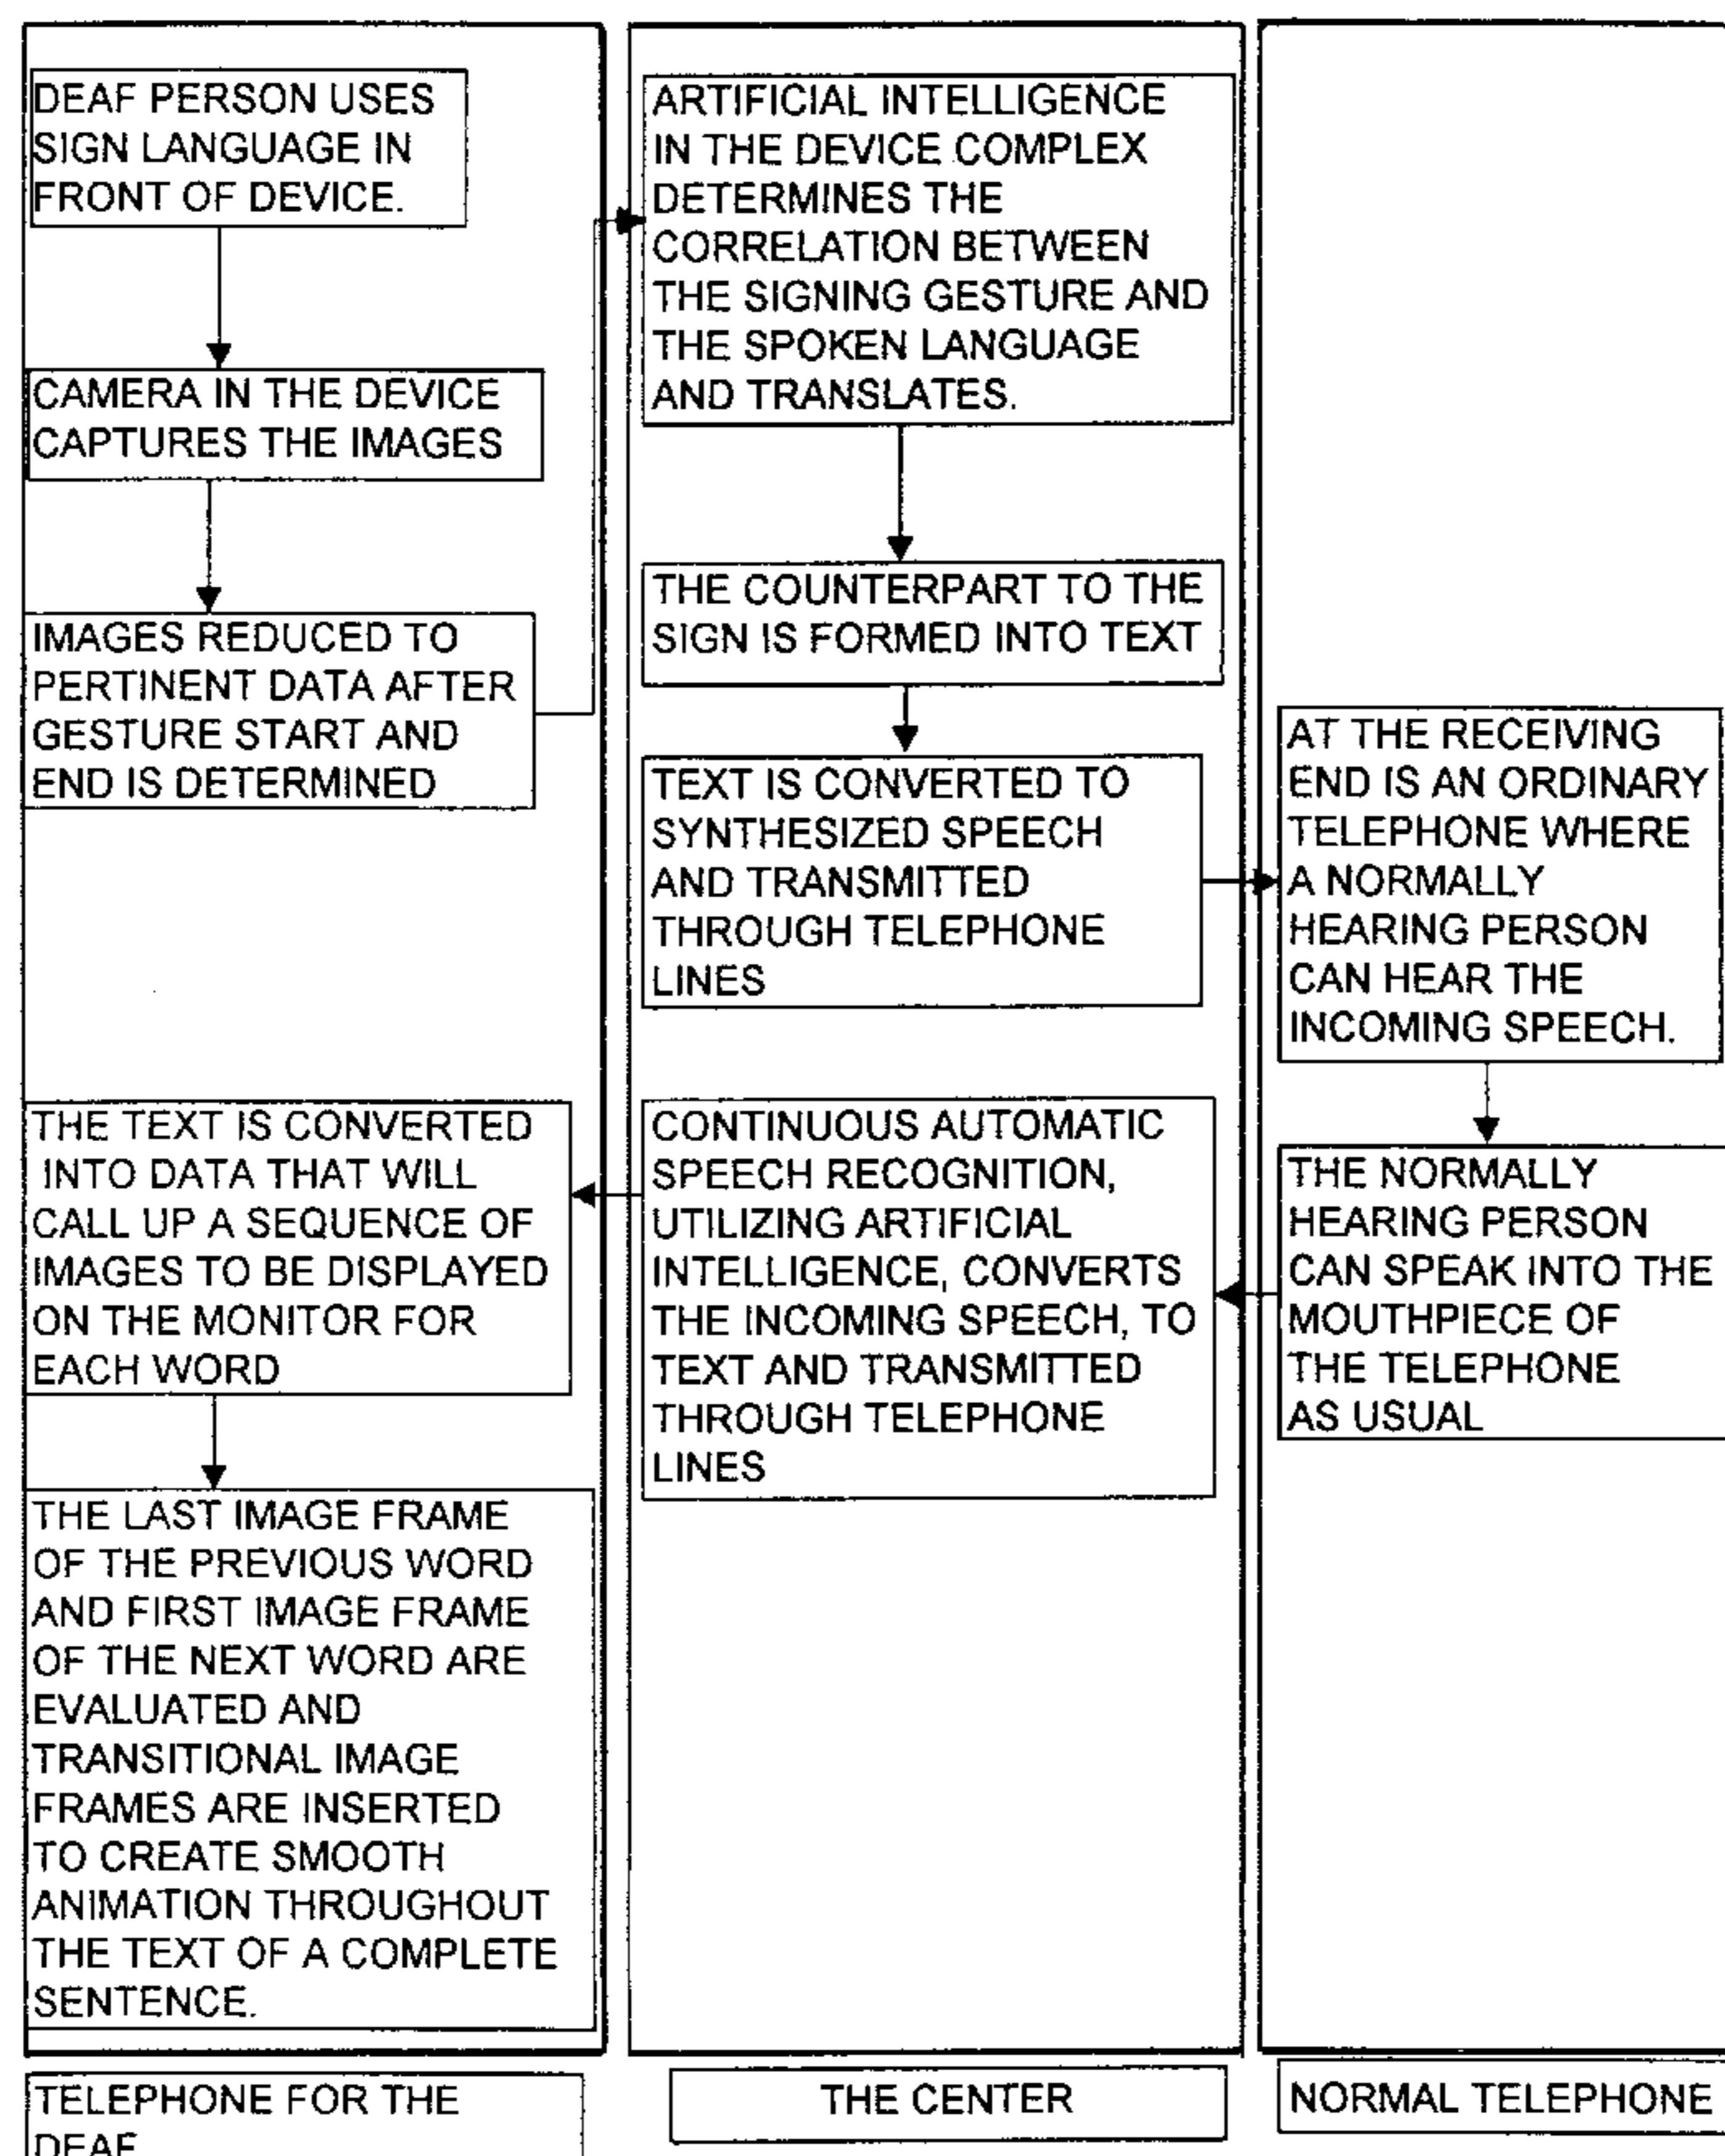 DEAF PERSON USES
SIGN LANGUAGE IN
FRONT OF DEVICE.
CAMERA IN THE DEVICE
CAPTURES THE IMAGES
IMAGES REDUCED TO
PERTINENT DATA AFTER
GESTURE START AND
END IS DETERMINED
ARTIFICIAL INTELLIGENCE
IN THE DEVICE COMPLEX
DETERMINES THE
CORRELATION BETWEEN
THE SIGNING GESTURE AND
THE SPOKEN LANGUAGE
AND TRANSLATES.
THE COUNTERPART TO THE
SIGN IS FORMED INTO TEXT
TEXT IS CONVERTED TO
SYNTHESIZED SPEECH
AND TRANSMITTED
THROUGH TELEPHONE
LINES
AT THE RECEIVING
END IS AN ORDINARY
TELEPHONE WHERE
A NORMALLY
HEARING PERSON
CAN HEAR THE
INCOMING SPEECH.
THE NORMALLY
HEARING PERSON
CAN SPEAK INTO THE
MOUTHPIECE OF
THE TELEPHONE
AS USUAL
CONTINUOUS AUTOMATIC
SPEECH RECOGNITION,
UTILIZING ARTIFICIAL
INTELLIGENCE, CONVERTS
THE INCOMING SPEECH, TO
TEXT AND TRANSMITTED
THROUGH TELEPHONE
LINES
THE TEXT IS CONVERTED
INTO DATA THAT WILL
CALL UP A SEQUENCE OF
IMAGES TO BE DISPLAYED
ON THE MONITOR FOR
EACH WORD
THE LAST IMAGE FRAME
OF THE PREVIOUS WORD
AND FIRST IMAGE FRAME
OF THE NEXT WORD ARE
EVALUATED AND
TRANSITIONAL IMAGE
FRAMES ARE INSERTED
TO CREATE SMOOTH
ANIMATION THROUGHOUT
THE TEXT OF A COMPLETE
SENTENCE.
TELEPHONE FOR THE
DEAF
THE CENTER
NORMAL TELEPHONE